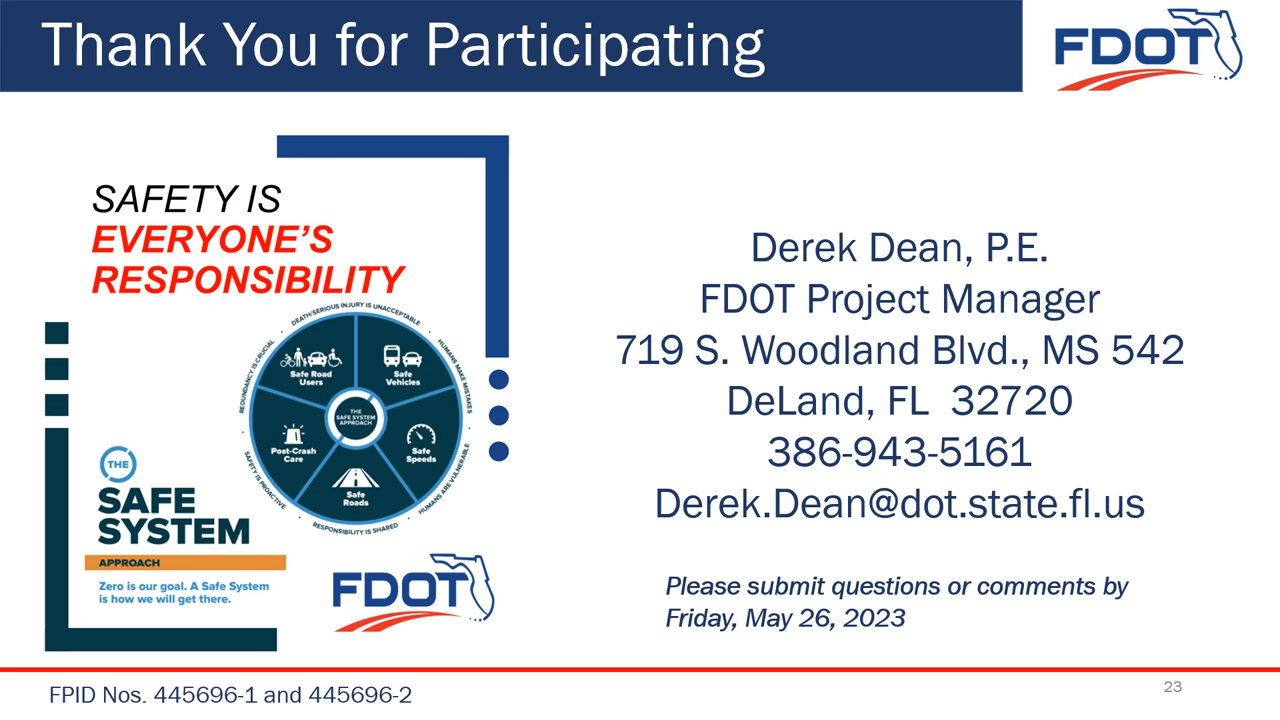 Thank You for Participating
FDOT
SAFETY IS
EVERYONE'S
RESPONSIBILITY
DEATH/SERIOUS INJURY IS UNACCEPTABLE
HUMANS MAKE MISTAKES
HUMANS ARE VULNERABLE
RESPONSIBILITY IS SHARED
SAFETY IS PROACTIVE
REDUNDANCY IS CRUCIAL
Safe Road
Users
Safe
Vehicles
THE
SAFE SYSTEM
APPROACH
Post-Crash
Care
Safe
Speeds
Safe
Roads
THE
SAFE
SYSTEM
APPROACH
Zero is our goal. A Safe System
is how we will get there.
FDOT
Derek Dean, P.E.
FDOT Project Manager
719 S. Woodland Blvd., MS 542
DeLand, FL 32720
386-943-5161
Derek.Dean@dot.state.fl.us
Please submit questions or comments by
Friday, May 26, 2023
FPID Nos. 445696-1 and 445696-2
23